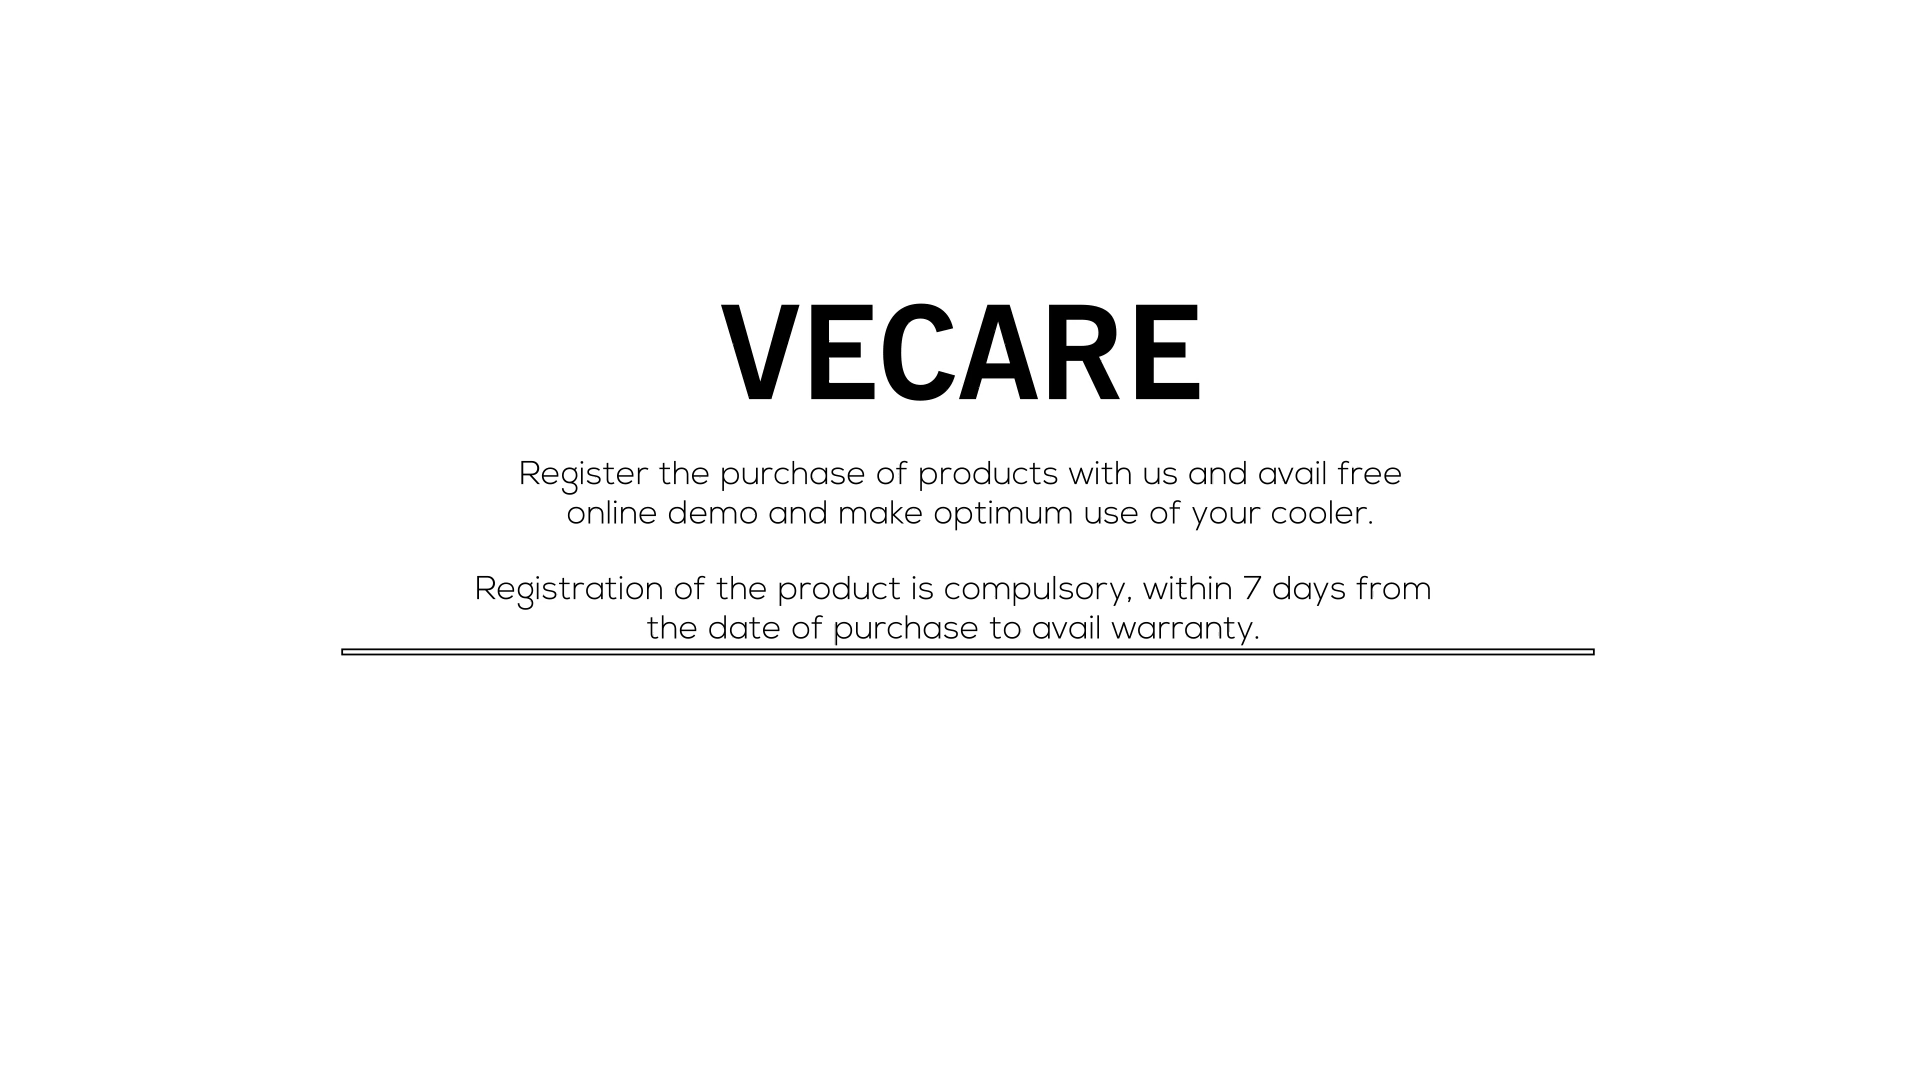 VECARE
Register the purchase of products with us and avail free
online demo and make optimum use of your cooler.
Registration of the product is compulsory, within 7 days from
the date of purchase to avail warranty.